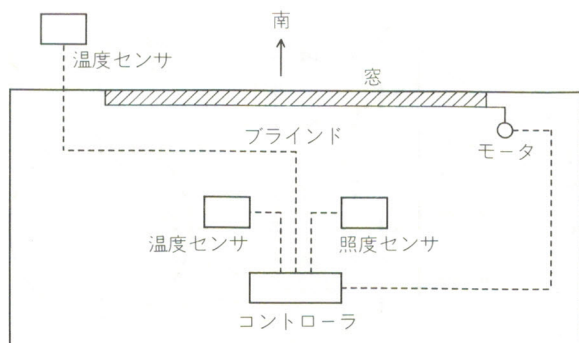 南
温度センサ
窓
ブラインド
モータ
温度センサ
照度センサ
コントローラ